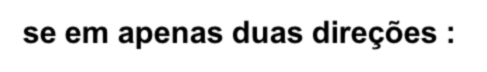 se em apenas duas direções :